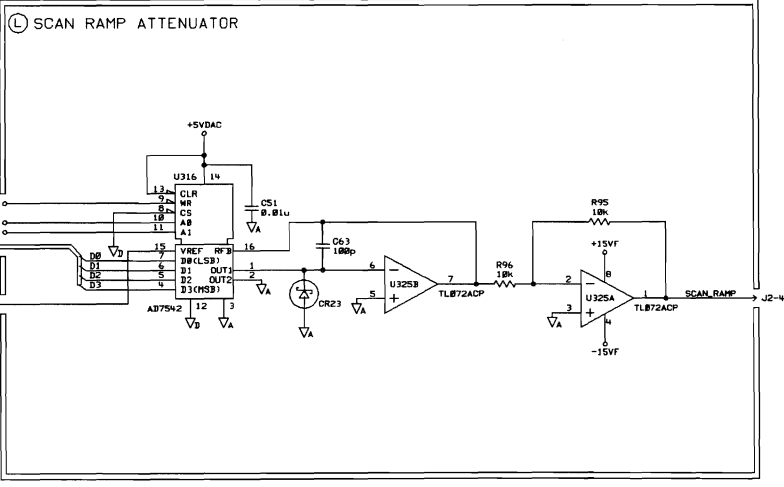 L SCAN RAMP ATTENUATOR
+5VDAC
U316 14
13 CLR
9 WR
8 CS
10 A0
11 A1
C51
0.01u
A
D
15 VREF RFB 16
D0 7 D0(LSB)
D1 6 D1 OUT1 1
D2 5 D2 OUT2 2
D3 4 D3(MSB)
A
AD7542 12 3
D A
C63
100p
CR23
A
6 −
5 +
A
U325B
7
TL072ACP
R96
10k
R95
10k
+15VF
8
2 −
3 +
A
U325A
1
TL072ACP
4
-15VF
SCAN_RAMP
J2-4